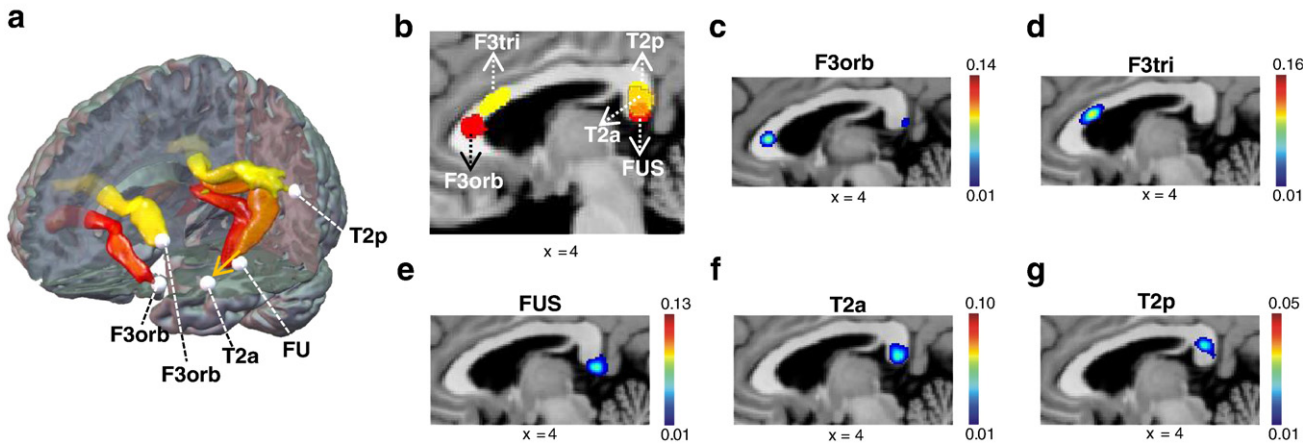 a
T2p
F3orb
F3orb
T2a
FU
b
F3tri
T2p
T2a
F3orb
FUS
x = 4
c
F3orb
0.14
0.01
x = 4
d
F3tri
0.16
0.01
x = 4
e
FUS
0.13
0.01
x = 4
f
T2a
0.10
0.01
x = 4
g
T2p
0.05
0.01
x = 4